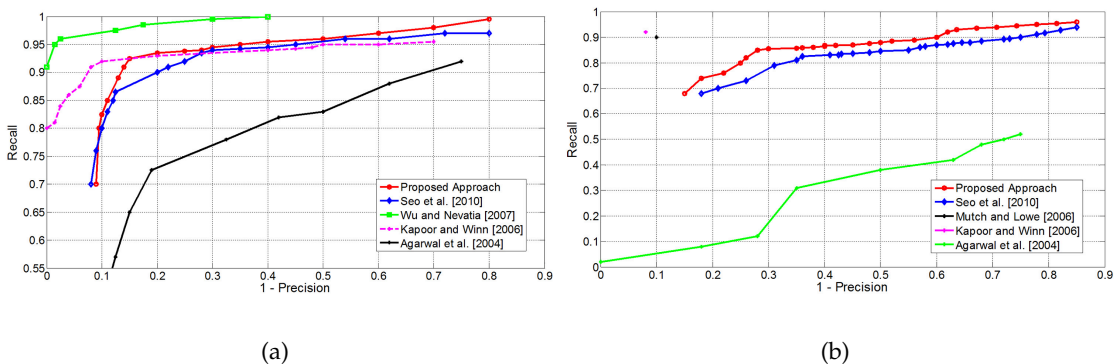 1
0.95
0.9
0.85
0.8
0.75
0.7
0.65
0.6
0.55
Recall
0 0.1 0.2 0.3 0.4 0.5 0.6 0.7 0.8 0.9
1 - Precision
Proposed Approach
Seo et al. [2010]
Wu and Nevatia [2007]
Kapoor and Winn [2006]
Agarwal et al. [2004]
(a)
1
0.9
0.8
0.7
0.6
0.5
0.4
0.3
0.2
0.1
0
Recall
0 0.1 0.2 0.3 0.4 0.5 0.6 0.7 0.8 0.9
1 - Precision
Proposed Approach
Seo et al. [2010]
Mutch and Lowe [2006]
Kapoor and Winn [2006]
Agarwal et al. [2004]
(b)